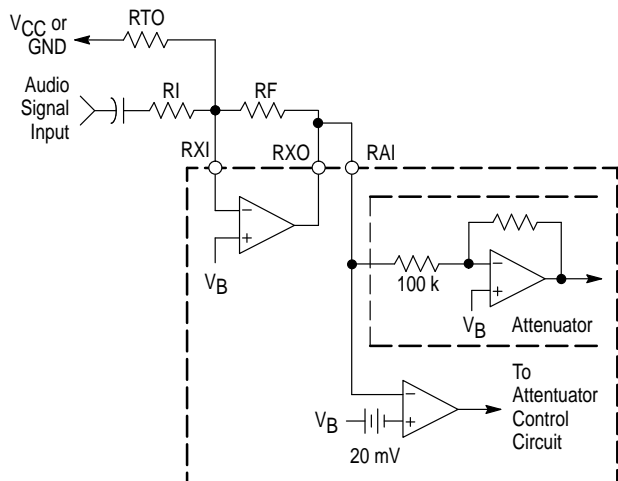 VCC or
GND
RTO
Audio
Signal
Input
RI
RF
RXI
RXO
RAI
−
+
VB
100 k
−
+
VB
Attenuator
−
+
VB
20 mV
To
Attentuator
Control
Circuit